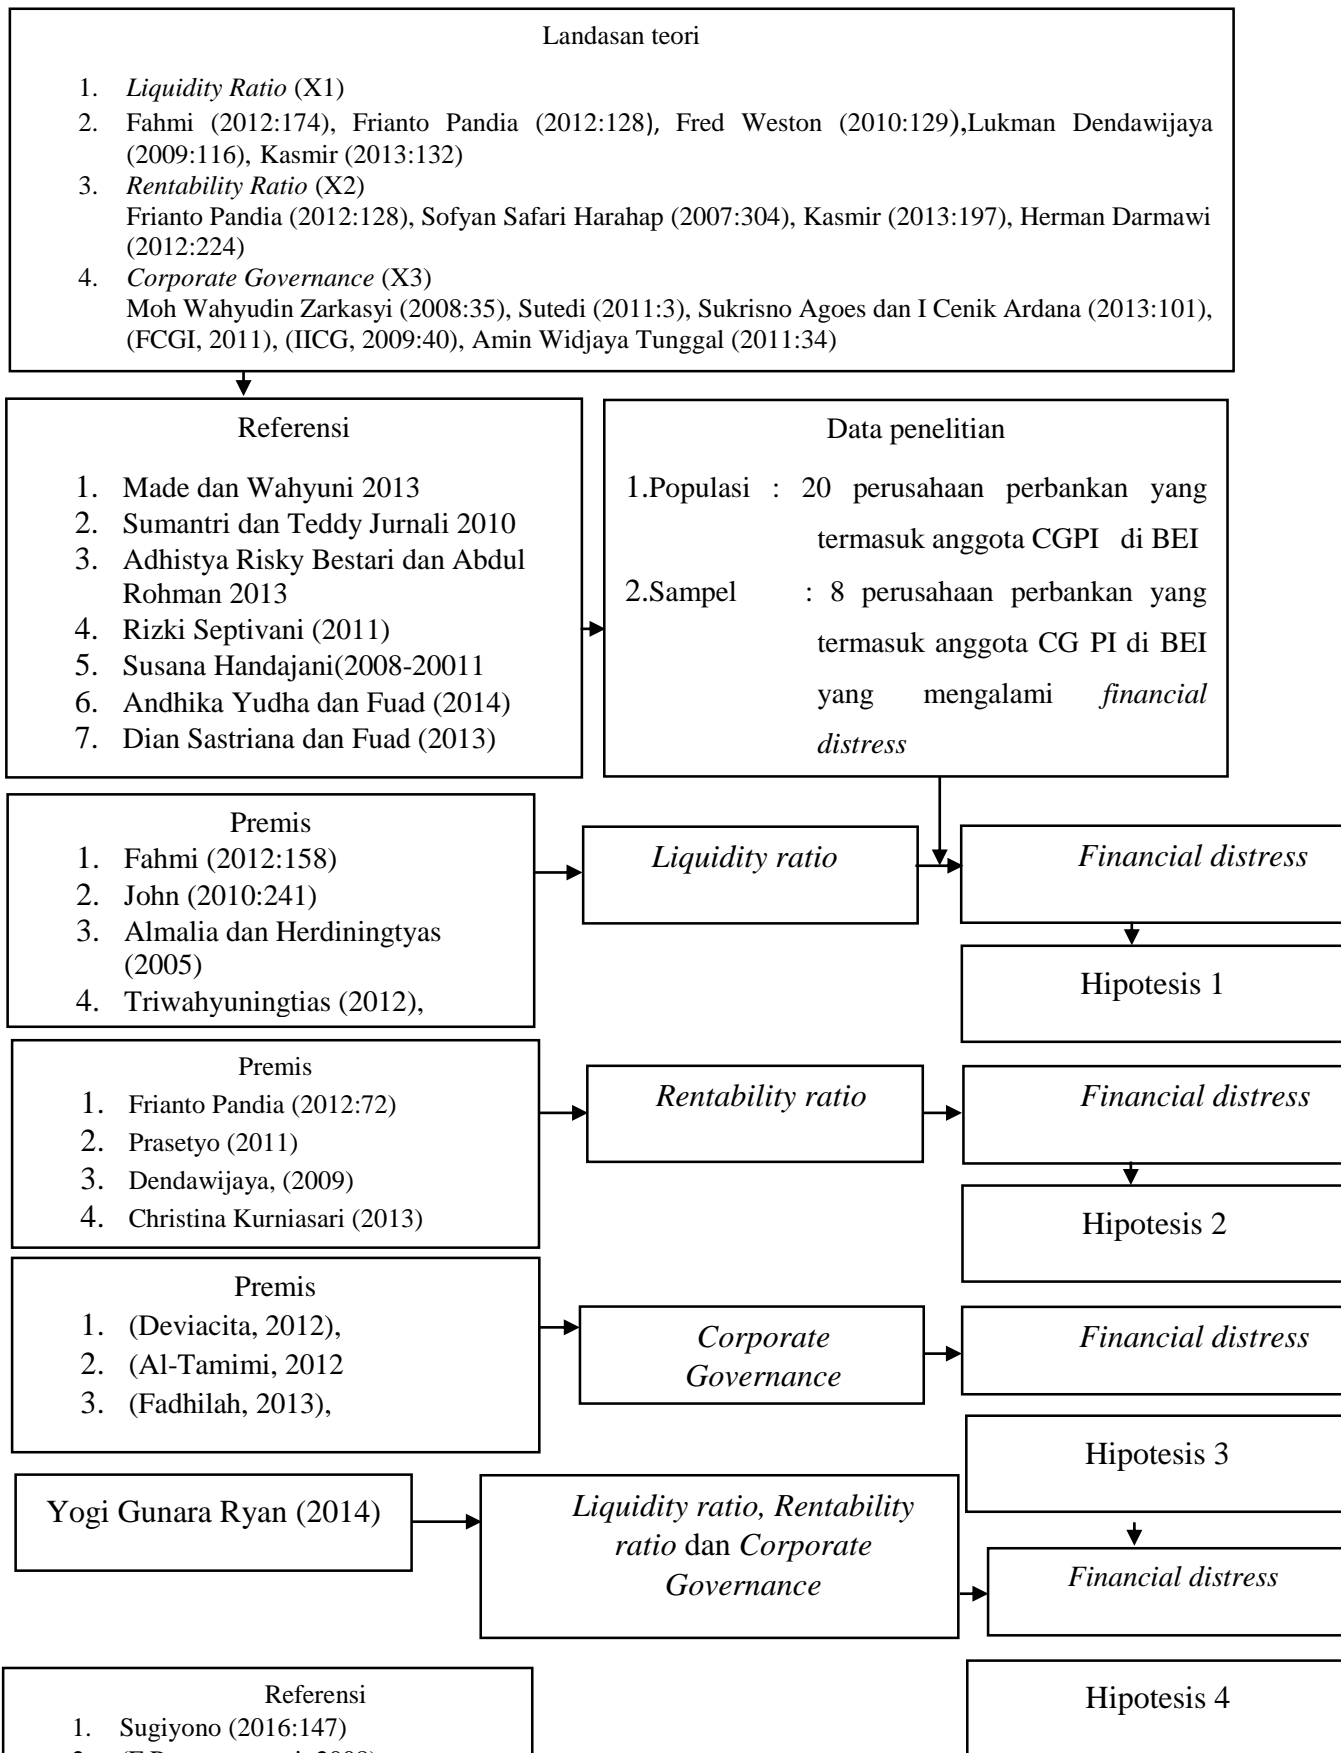 Landasan teori
1. Liquidity Ratio (X1)
2. Fahmi (2012:174), Frianto Pandia (2012:128), Fred Weston (2010:129),Lukman Dendawijaya
(2009:116), Kasmir (2013:132)
3. Rentability Ratio (X2)
Frianto Pandia (2012:128), Sofyan Safari Harahap (2007:304), Kasmir (2013:197), Herman Darmawi
(2012:224)
4. Corporate Governance (X3)
Moh Wahyudin Zarkasyi (2008:35), Sutedi (2011:3), Sukrisno Agoes dan I Cenik Ardana (2013:101),
(FCGI, 2011), (IICG, 2009:40), Amin Widjaya Tunggal (2011:34)
Referensi
1. Made dan Wahyuni 2013
2. Sumantri dan Teddy Jurnali 2010
3. Adhistya Risky Bestari dan Abdul
Rohman 2013
4. Rizki Septivani (2011)
5. Susana Handajani(2008-20011
6. Andhika Yudha dan Fuad (2014)
7. Dian Sastriana dan Fuad (2013)
Data penelitian
1.Populasi : 20 perusahaan perbankan yang
termasuk anggota CGPI di BEI
2.Sampel : 8 perusahaan perbankan yang
termasuk anggota CG PI di BEI
yang mengalami financial
distress
Premis
1. Fahmi (2012:158)
2. John (2010:241)
3. Almalia dan Herdiningtyas
(2005)
4. Triwahyuningtias (2012),
Liquidity ratio
Financial distress
Hipotesis 1
Premis
1. Frianto Pandia (2012:72)
2. Prasetyo (2011)
3. Dendawijaya, (2009)
4. Christina Kurniasari (2013)
Rentability ratio
Financial distress
Hipotesis 2
Premis
1. (Deviacita, 2012),
2. (Al-Tamimi, 2012
3. (Fadhilah, 2013),
Corporate
Governance
Financial distress
Hipotesis 3
Yogi Gunara Ryan (2014)
Liquidity ratio, Rentability
ratio dan Corporate
Governance
Financial distress
Hipotesis 4
Referensi
1. Sugiyono (2016:147)